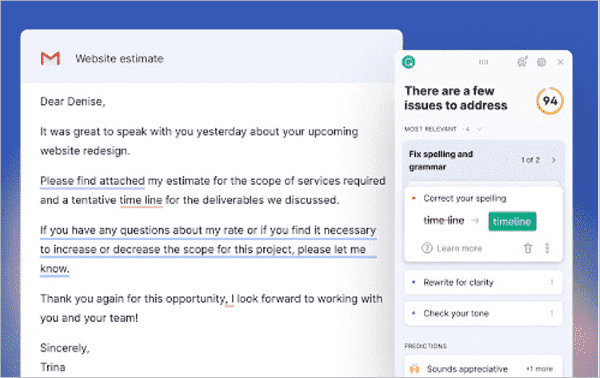 Website estimate
Dear Denise,
It was great to speak with you yesterday about your upcoming
website redesign.
Please find attached my estimate for the scope of services required
and a tentative time line for the deliverables we discussed.
If you have any questions about my rate or if you find it necessary
to increase or decrease the scope for this project, please let me
know.
Thank you again for this opportunity, I look forward to working with
you and your team!
Sincerely,
Trina
There are a few
issues to address
94
MOST RELEVANT · 4
Fix spelling and
grammar
1 of 2
Correct your spelling
time line → timeline
Learn more
Rewrite for clarity 1
Check your tone 1
PREDICTIONS
Sounds appreciative +1 more